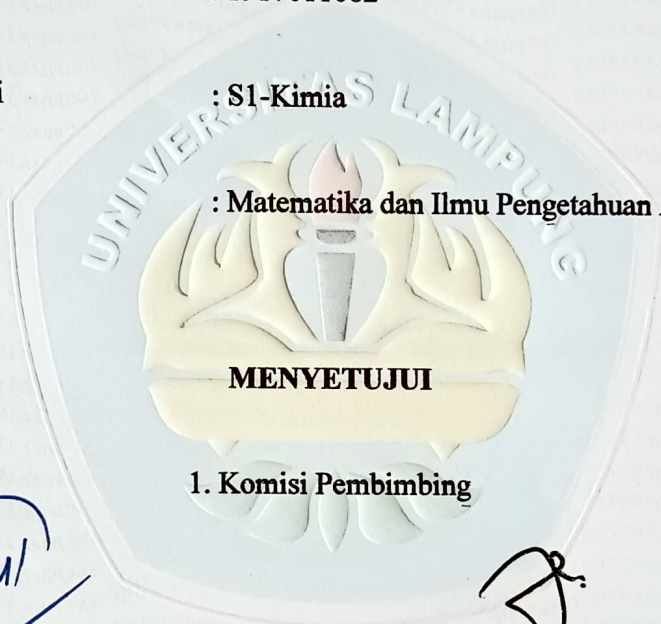 : S1-Kimia
UNIVERSITAS LAMPUNG
: Matematika dan Ilmu Pengetahuan
MENYETUJUI
1. Komisi Pembimbing